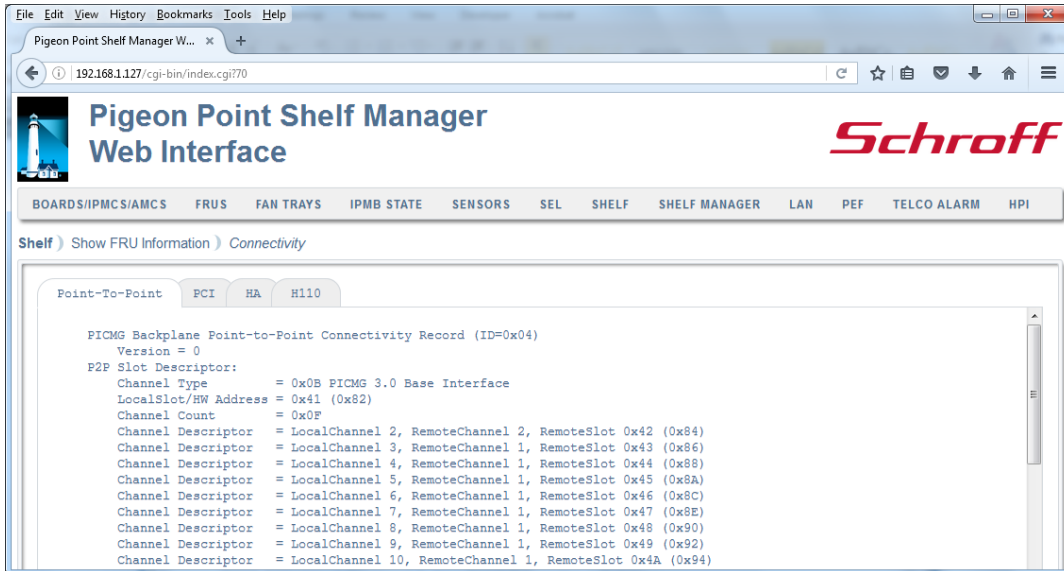 File Edit View History Bookmarks Tools Help
Pigeon Point Shelf Manager W...
192.168.1.127/cgi-bin/index.cgi?70
Pigeon Point Shelf Manager
Web Interface
Schroff
BOARDS/IPMCS/AMCS FRUS FAN TRAYS IPMB STATE SENSORS SEL SHELF SHELF MANAGER LAN PEF TELCO ALARM HPI
Shelf ) Show FRU Information ) Connectivity
Point-To-Point PCI HA H110
PICMG Backplane Point-to-Point Connectivity Record (ID=0x04)
Version = 0
P2P Slot Descriptor:
Channel Type = 0x0B PICMG 3.0 Base Interface
LocalSlot/HW Address = 0x41 (0x82)
Channel Count = 0x0F
Channel Descriptor = LocalChannel 2, RemoteChannel 2, RemoteSlot 0x42 (0x84)
Channel Descriptor = LocalChannel 3, RemoteChannel 1, RemoteSlot 0x43 (0x86)
Channel Descriptor = LocalChannel 4, RemoteChannel 1, RemoteSlot 0x44 (0x88)
Channel Descriptor = LocalChannel 5, RemoteChannel 1, RemoteSlot 0x45 (0x8A)
Channel Descriptor = LocalChannel 6, RemoteChannel 1, RemoteSlot 0x46 (0x8C)
Channel Descriptor = LocalChannel 7, RemoteChannel 1, RemoteSlot 0x47 (0x8E)
Channel Descriptor = LocalChannel 8, RemoteChannel 1, RemoteSlot 0x48 (0x90)
Channel Descriptor = LocalChannel 9, RemoteChannel 1, RemoteSlot 0x49 (0x92)
Channel Descriptor = LocalChannel 10, RemoteChannel 1, RemoteSlot 0x4A (0x94)